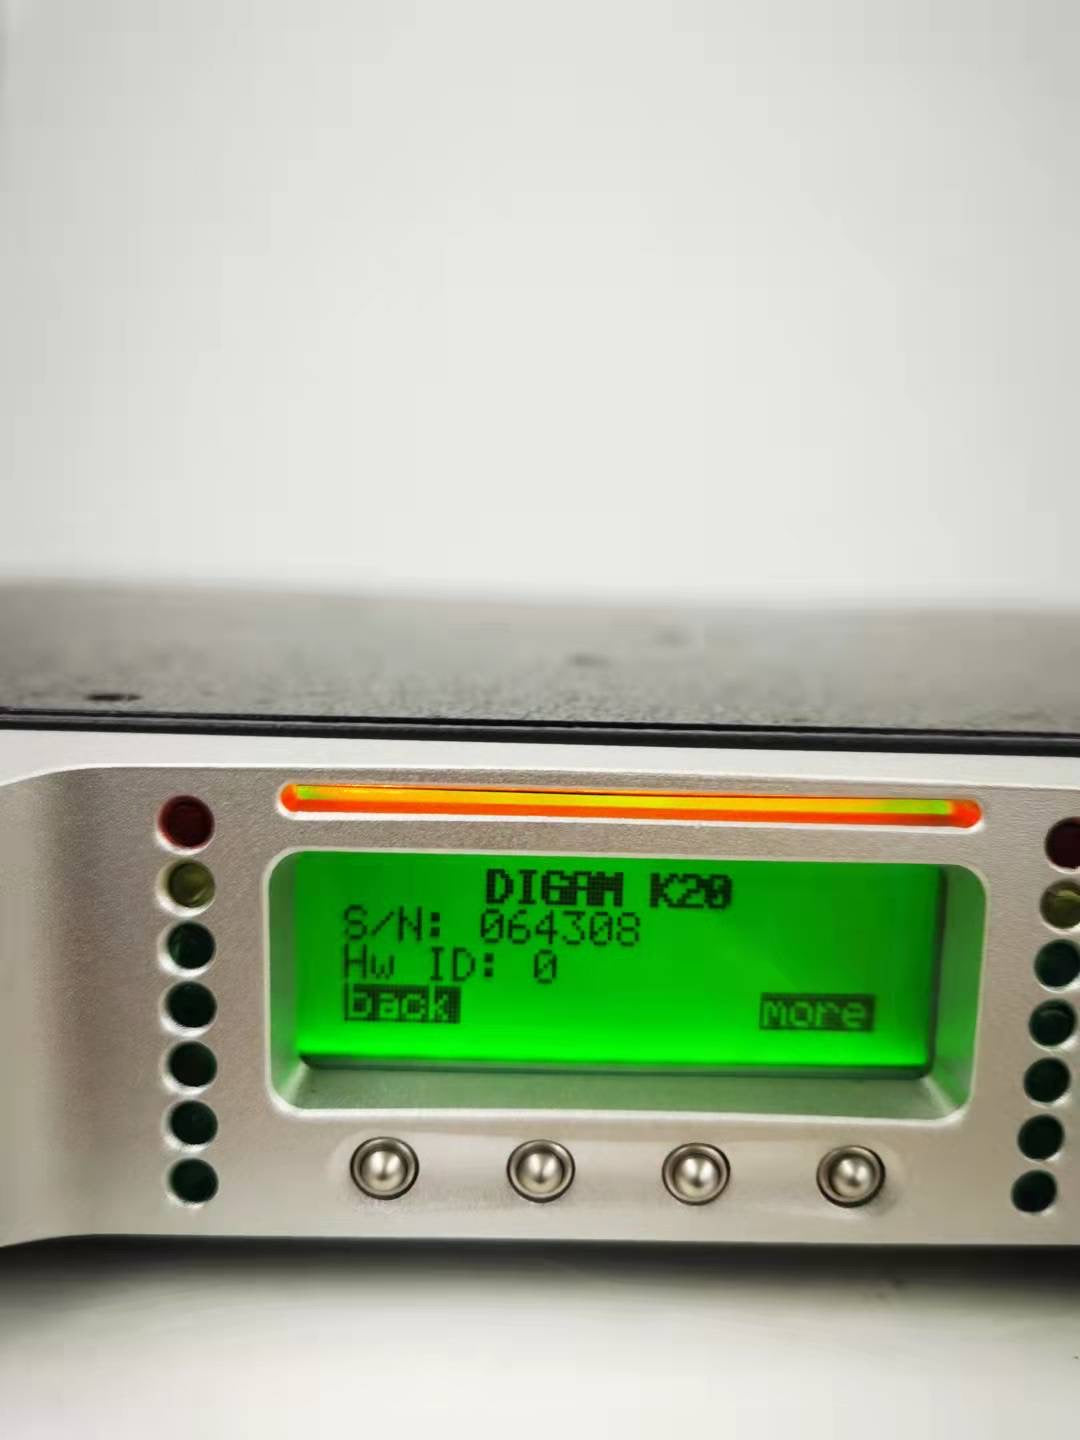 DIGAM K20
S/N: 064308
Hw ID: 0
back more